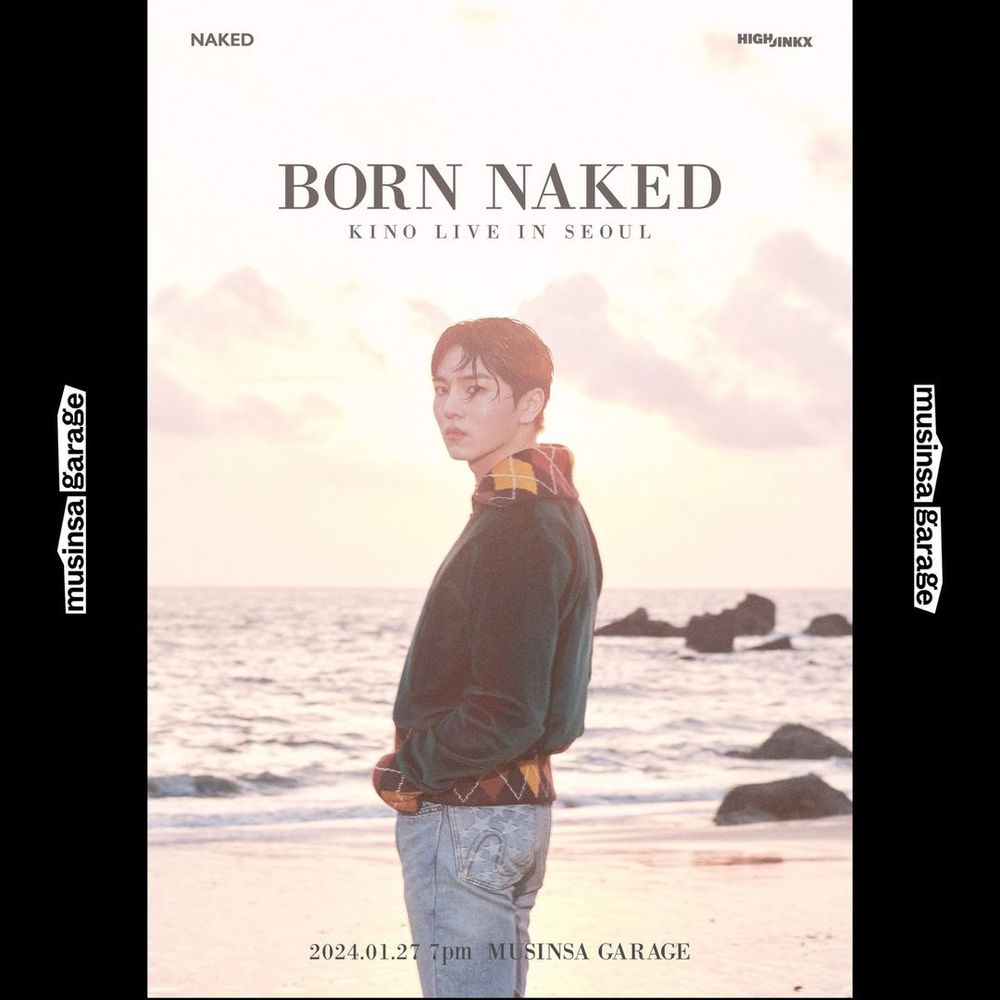 NAKED
HIGHJINKX
BORN NAKED
KINO LIVE IN SEOUL
musinsa garage
musinsa garage
2024.01.27 7pm MUSINSA GARAGE